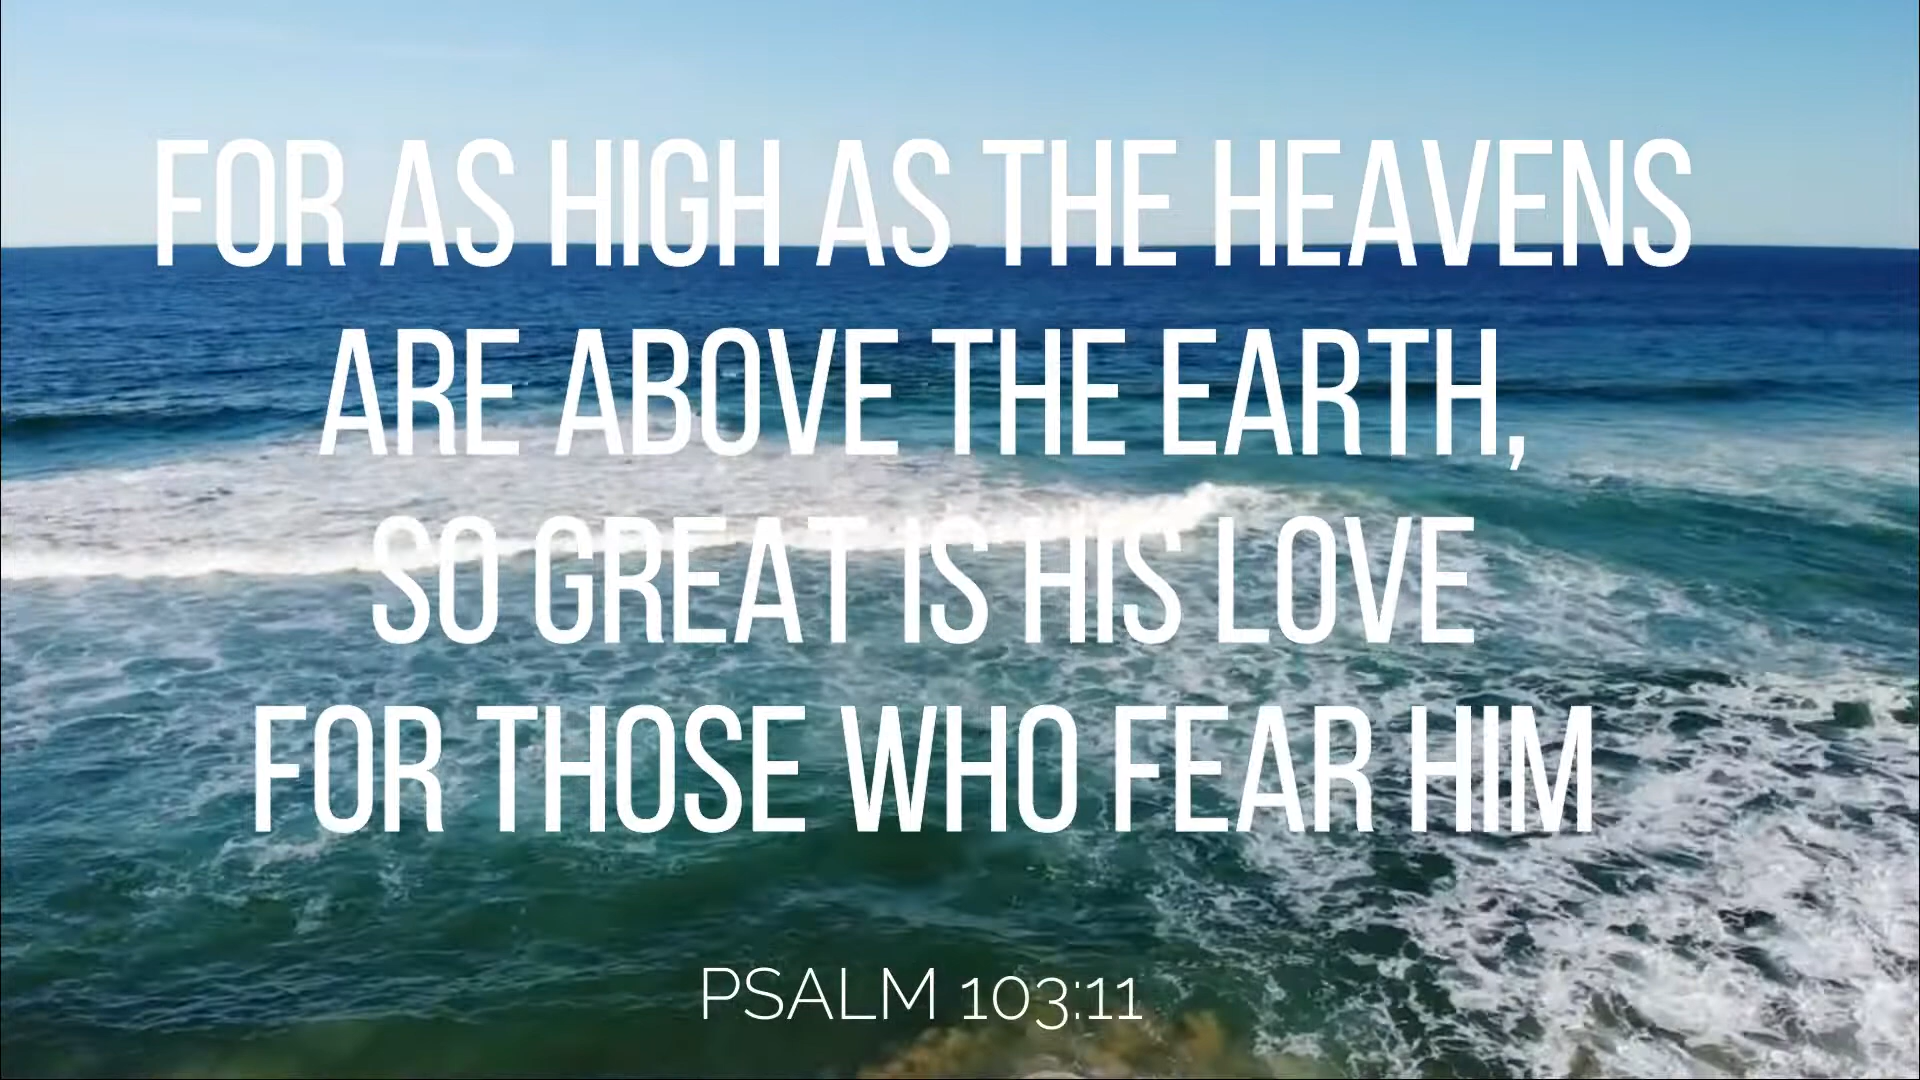 FOR AS HIGH AS THE HEAVENS
ARE ABOVE THE EARTH,
SO GREAT IS HIS LOVE
FOR THOSE WHO FEAR HIM
PSALM 103:11